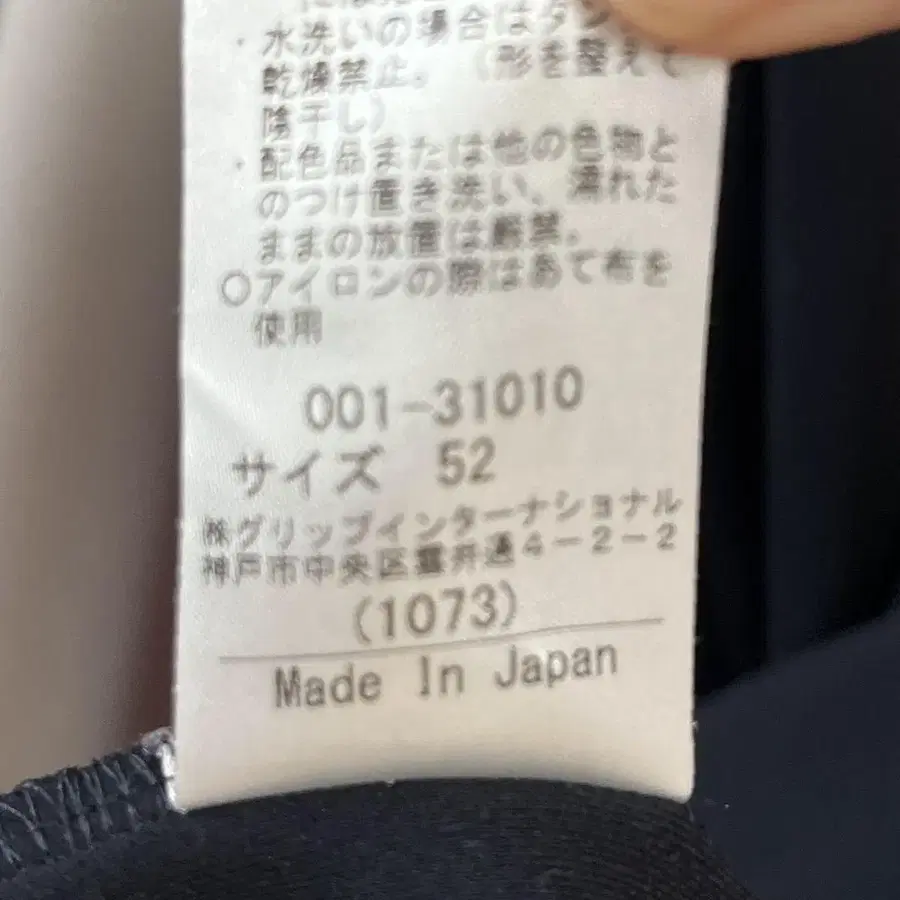 ・水洗いの場合はタン
乾燥禁止。(形を整えて
陰干し)
・配色品または他の色物と
のつけ置き洗い、濡れた
ままの放置は厳禁.
○アイロンの際はあて布を
使用
001-31010
サイズ 52
㈱グリップインターナショナル
神戸市中央区雲井通4-2-2
(1073)
Made In Japan